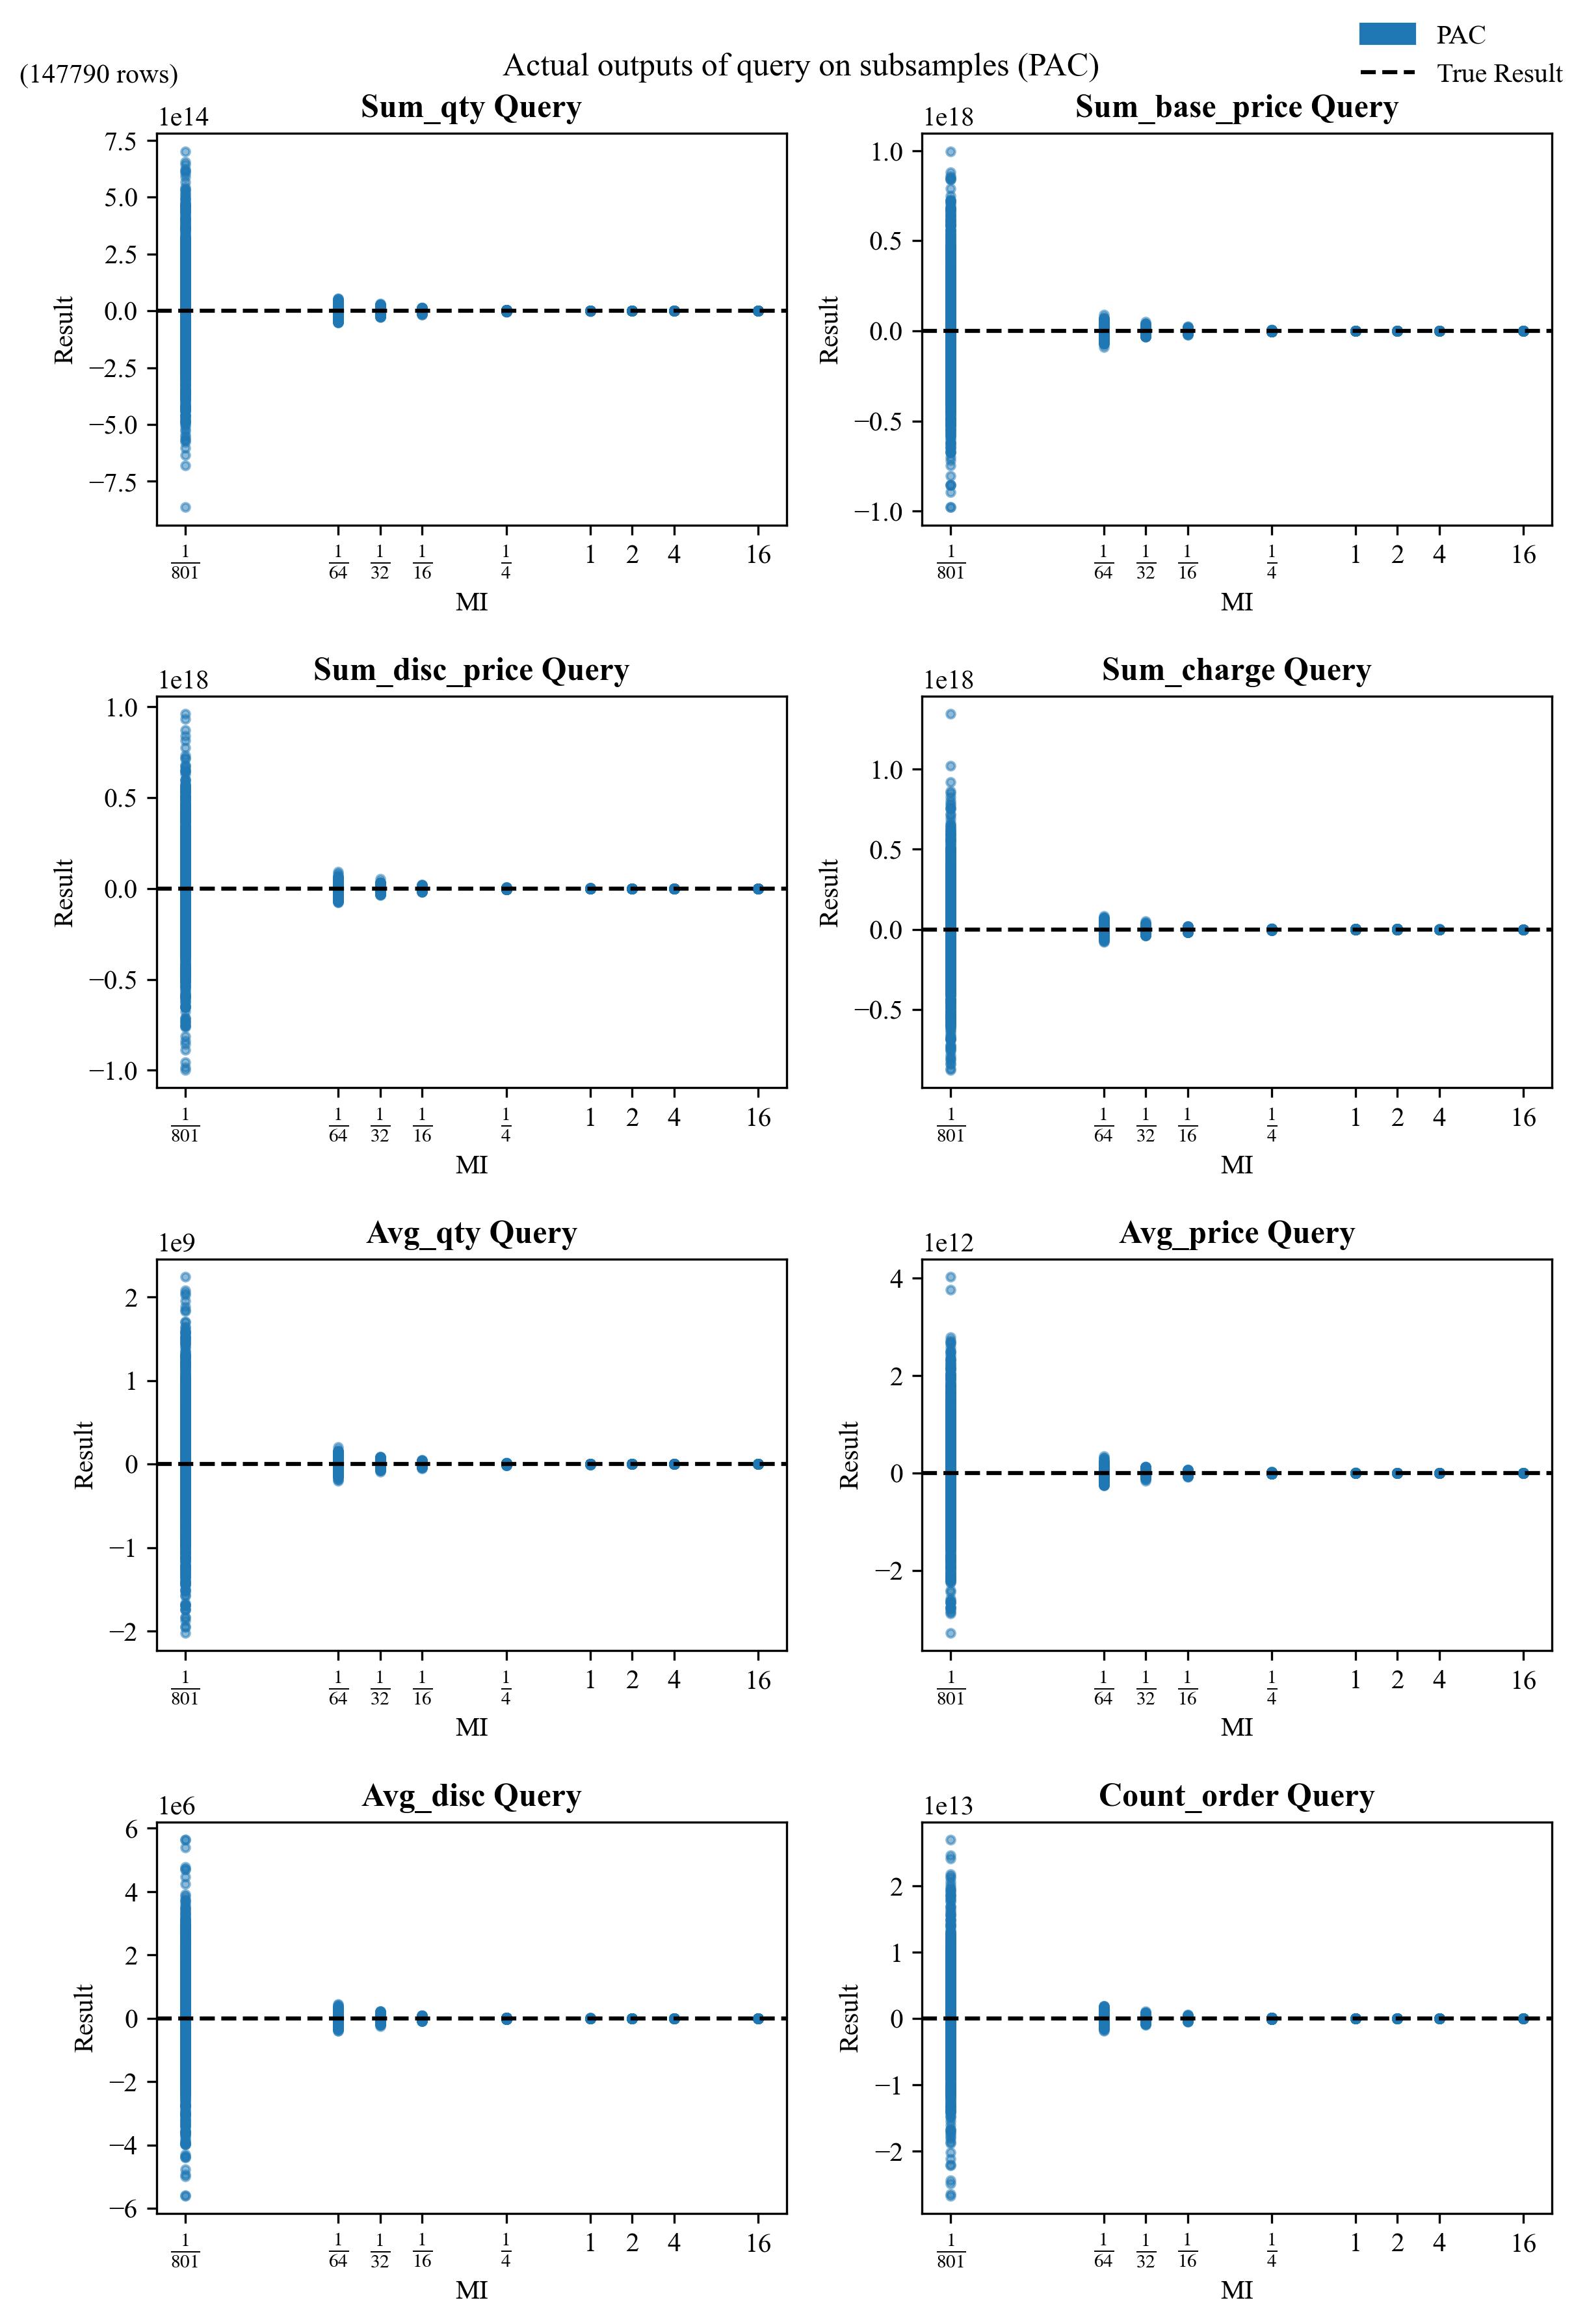 (147790 rows)
Actual outputs of query on subsamples (PAC)
PAC
True Result
Sum_qty Query
1e14
7.5
5.0
2.5
0.0
−2.5
−5.0
−7.5
Result
1/801 1/64 1/32 1/16 1/4 1 2 4 16
MI
Sum_base_price Query
1e18
1.0
0.5
0.0
−0.5
−1.0
Result
1/801 1/64 1/32 1/16 1/4 1 2 4 16
MI
Sum_disc_price Query
1e18
1.0
0.5
0.0
−0.5
−1.0
Result
1/801 1/64 1/32 1/16 1/4 1 2 4 16
MI
Sum_charge Query
1e18
1.0
0.5
0.0
−0.5
Result
1/801 1/64 1/32 1/16 1/4 1 2 4 16
MI
Avg_qty Query
1e9
2
1
0
−1
−2
Result
1/801 1/64 1/32 1/16 1/4 1 2 4 16
MI
Avg_price Query
1e12
4
2
0
−2
Result
1/801 1/64 1/32 1/16 1/4 1 2 4 16
MI
Avg_disc Query
1e6
6
4
2
0
−2
−4
−6
Result
1/801 1/64 1/32 1/16 1/4 1 2 4 16
MI
Count_order Query
1e13
2
1
0
−1
−2
Result
1/801 1/64 1/32 1/16 1/4 1 2 4 16
MI